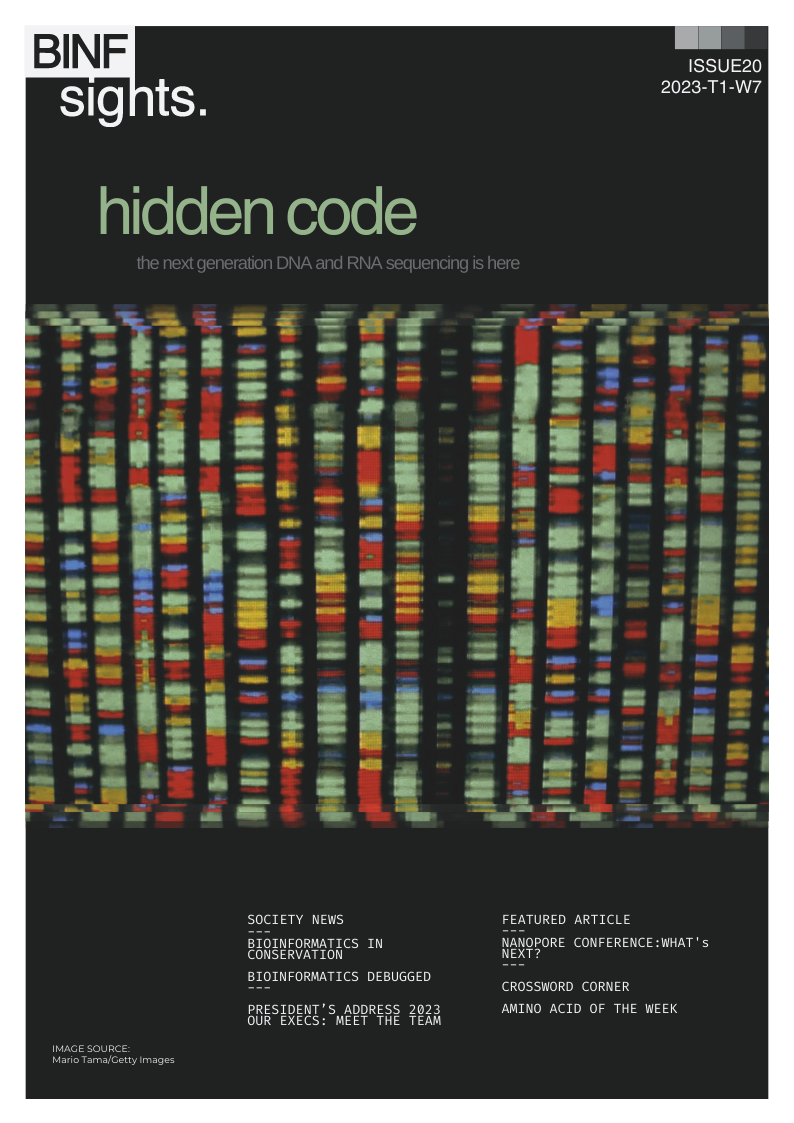 BINF
sights.
ISSUE20
2023-T1-W7
hidden code
the next generation DNA and RNA sequencing is here
SOCIETY NEWS
---
BIOINFORMATICS IN
CONSERVATION
BIOINFORMATICS DEBUGGED
---
PRESIDENT’S ADDRESS 2023
OUR EXECS: MEET THE TEAM
FEATURED ARTICLE
---
NANOPORE CONFERENCE:WHAT's
NEXT?
---
CROSSWORD CORNER
AMINO ACID OF THE WEEK
IMAGE SOURCE:
Mario Tama/Getty Images